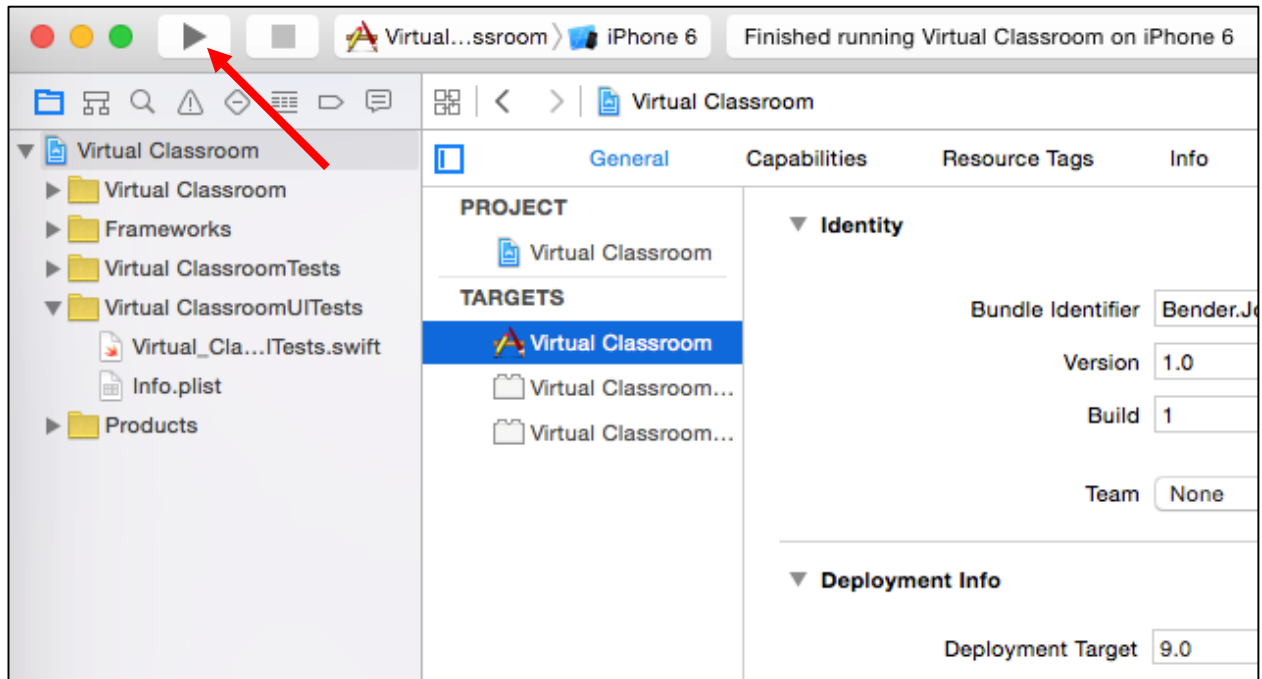 Virtual...ssroom
iPhone 6
Finished running Virtual Classroom on iPhone 6
Virtual Classroom
Virtual Classroom
Virtual Classroom
Frameworks
Virtual ClassroomTests
Virtual ClassroomUITests
Virtual_Cla...ITests.swift
Info.plist
Products
General
Capabilities
Resource Tags
Info
PROJECT
Virtual Classroom
TARGETS
Virtual Classroom
Virtual Classroom...
Virtual Classroom...
Identity
Bundle Identifier
Version 1.0
Build 1
Team None
Deployment Info
Deployment Target 9.0